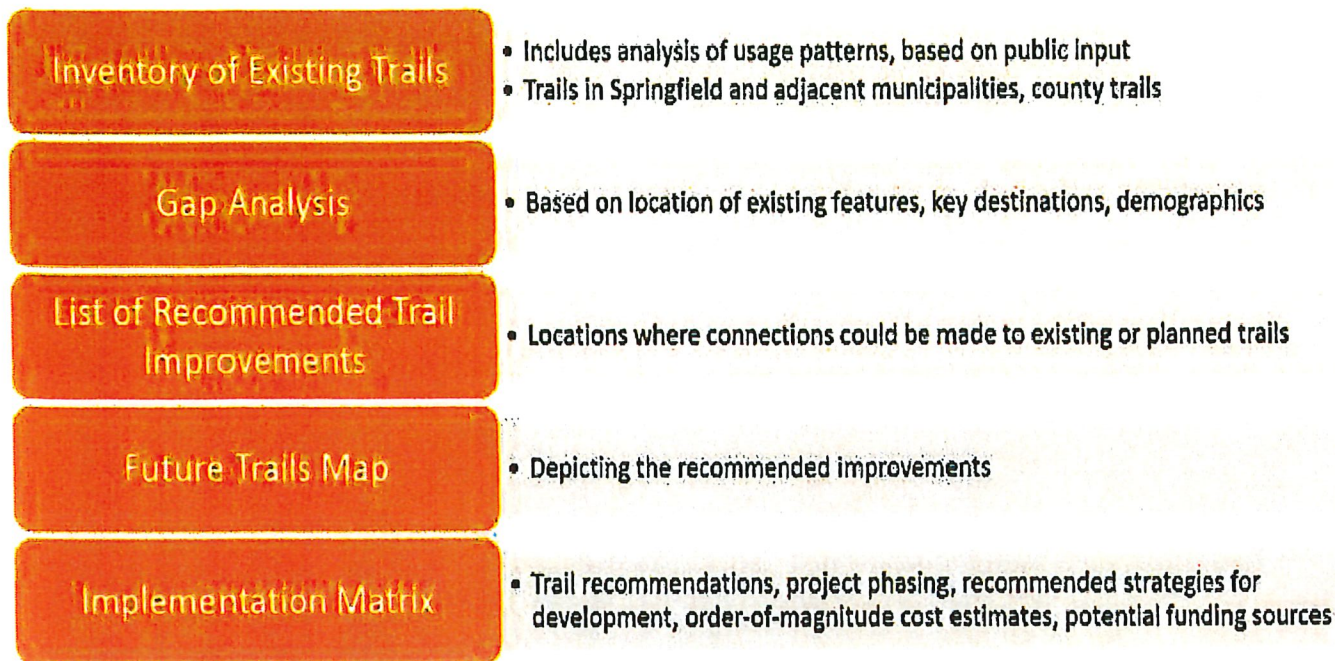 Inventory of Existing Trails
• Includes analysis of usage patterns, based on public input
• Trails in Springfield and adjacent municipalities, county trails
Gap Analysis
• Based on location of existing features, key destinations, demographics
List of Recommended Trail
Improvements
• Locations where connections could be made to existing or planned trails
Future Trails Map
• Depicting the recommended improvements
Implementation Matrix
• Trail recommendations, project phasing, recommended strategies for
development, order-of-magnitude cost estimates, potential funding sources